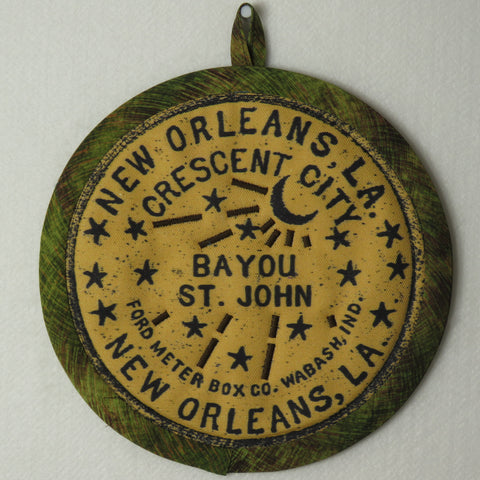 NEW ORLEANS, LA.
CRESCENT CITY
BAYOU
ST. JOHN
FORD METER BOX CO. WABASH, IND.
NEW ORLEANS, LA.